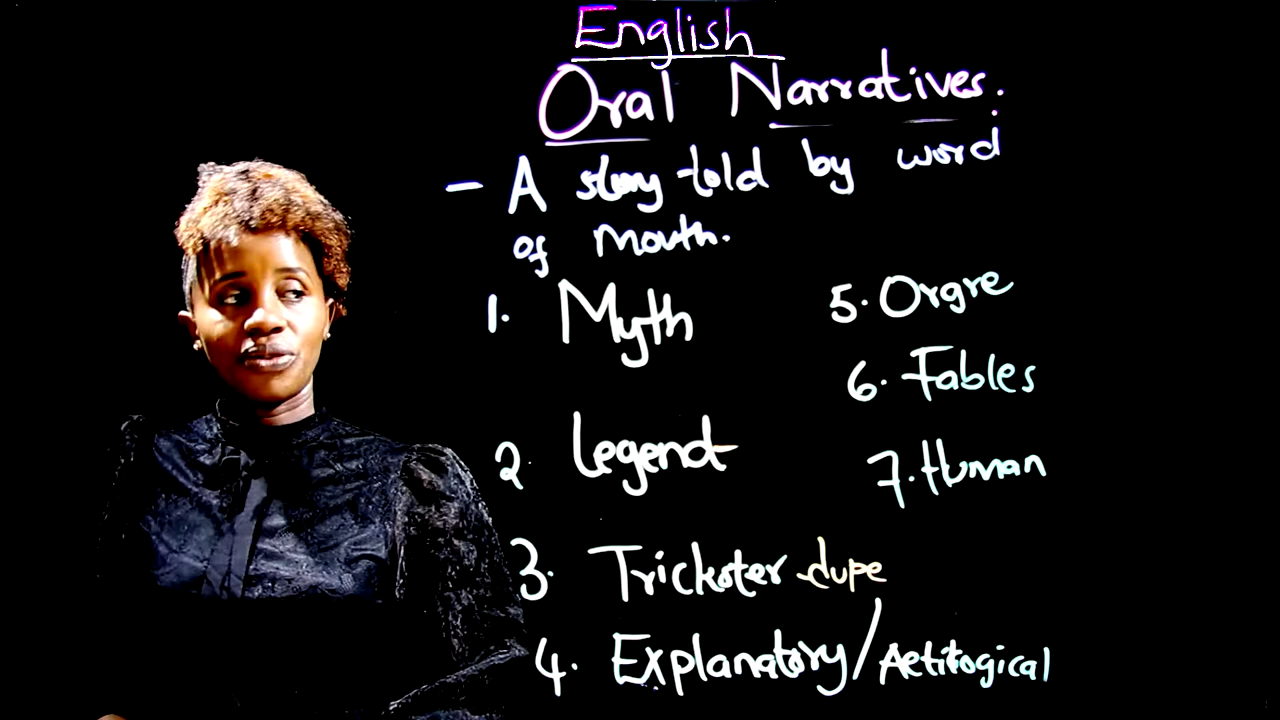 English
Oral Narratives.
- A story told by word
of mouth.
1. Myth
2. Legend
3. Trickster -dupe
4. Explanatory/Aetitogical
5. Orgre
6. Fables
7. Human